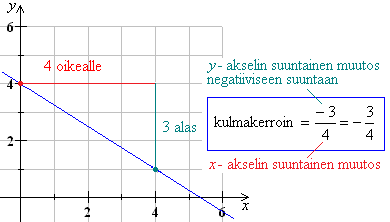 y
6
4 oikealle
y- akselin suuntainen muutos
negatiiviseen suuntaan
4
kulmakerroin = -3/4 = -3/4
3 alas
2
x- akselin suuntainen muutos
0 2 4 6 x